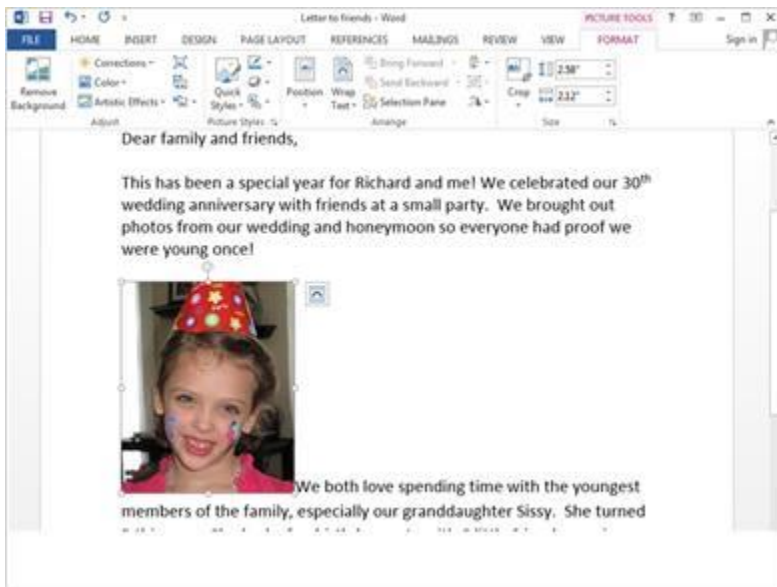 Letter to friends - Word
PICTURE TOOLS
?
FILE
HOME
INSERT
DESIGN
PAGE LAYOUT
REFERENCES
MAILINGS
REVIEW
VIEW
FORMAT
Sign in
Remove
Background
Corrections
Color
Artistic Effects
Adjust
Quick
Styles
Picture Styles
Position
Wrap
Text
Bring Forward
Send Backward
Selection Pane
Arrange
Crop
2.58"
2.12"
Size
Dear family and friends,
This has been a special year for Richard and me! We celebrated our 30th
wedding anniversary with friends at a small party. We brought out
photos from our wedding and honeymoon so everyone had proof we
were young once!
We both love spending time with the youngest
members of the family, especially our granddaughter Sissy. She turned